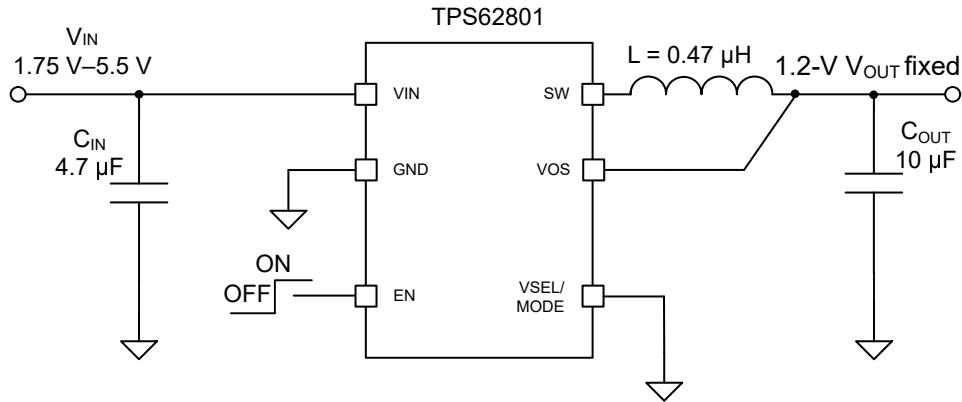 TPS62801
VIN
1.75 V–5.5 V
L = 0.47 µH
1.2-V VOUT fixed
VIN
SW
CIN
4.7 µF
GND
VOS
COUT
10 µF
ON
OFF
EN
VSEL/
MODE